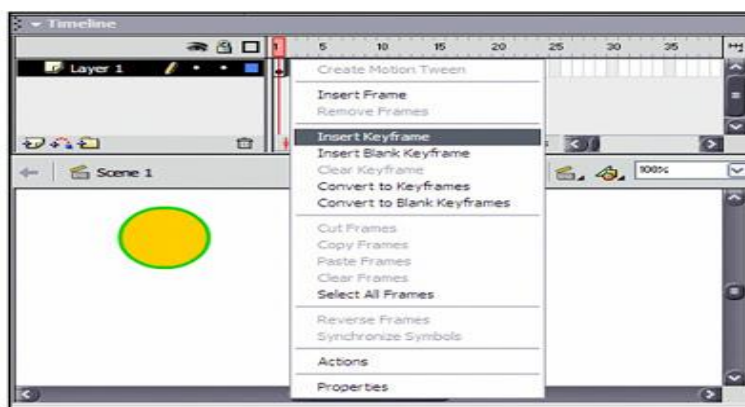 Timeline
1 5 10 15 20 25 30 35
Layer 1
Create Motion Tween
Insert Frame
Remove Frames
Insert Keyframe
Insert Blank Keyframe
Clear Keyframe
Convert to Keyframes
Convert to Blank Keyframes
Cut Frames
Copy Frames
Paste Frames
Clear Frames
Select All Frames
Reverse Frames
Synchronize Symbols
Actions
Properties
Scene 1
100%